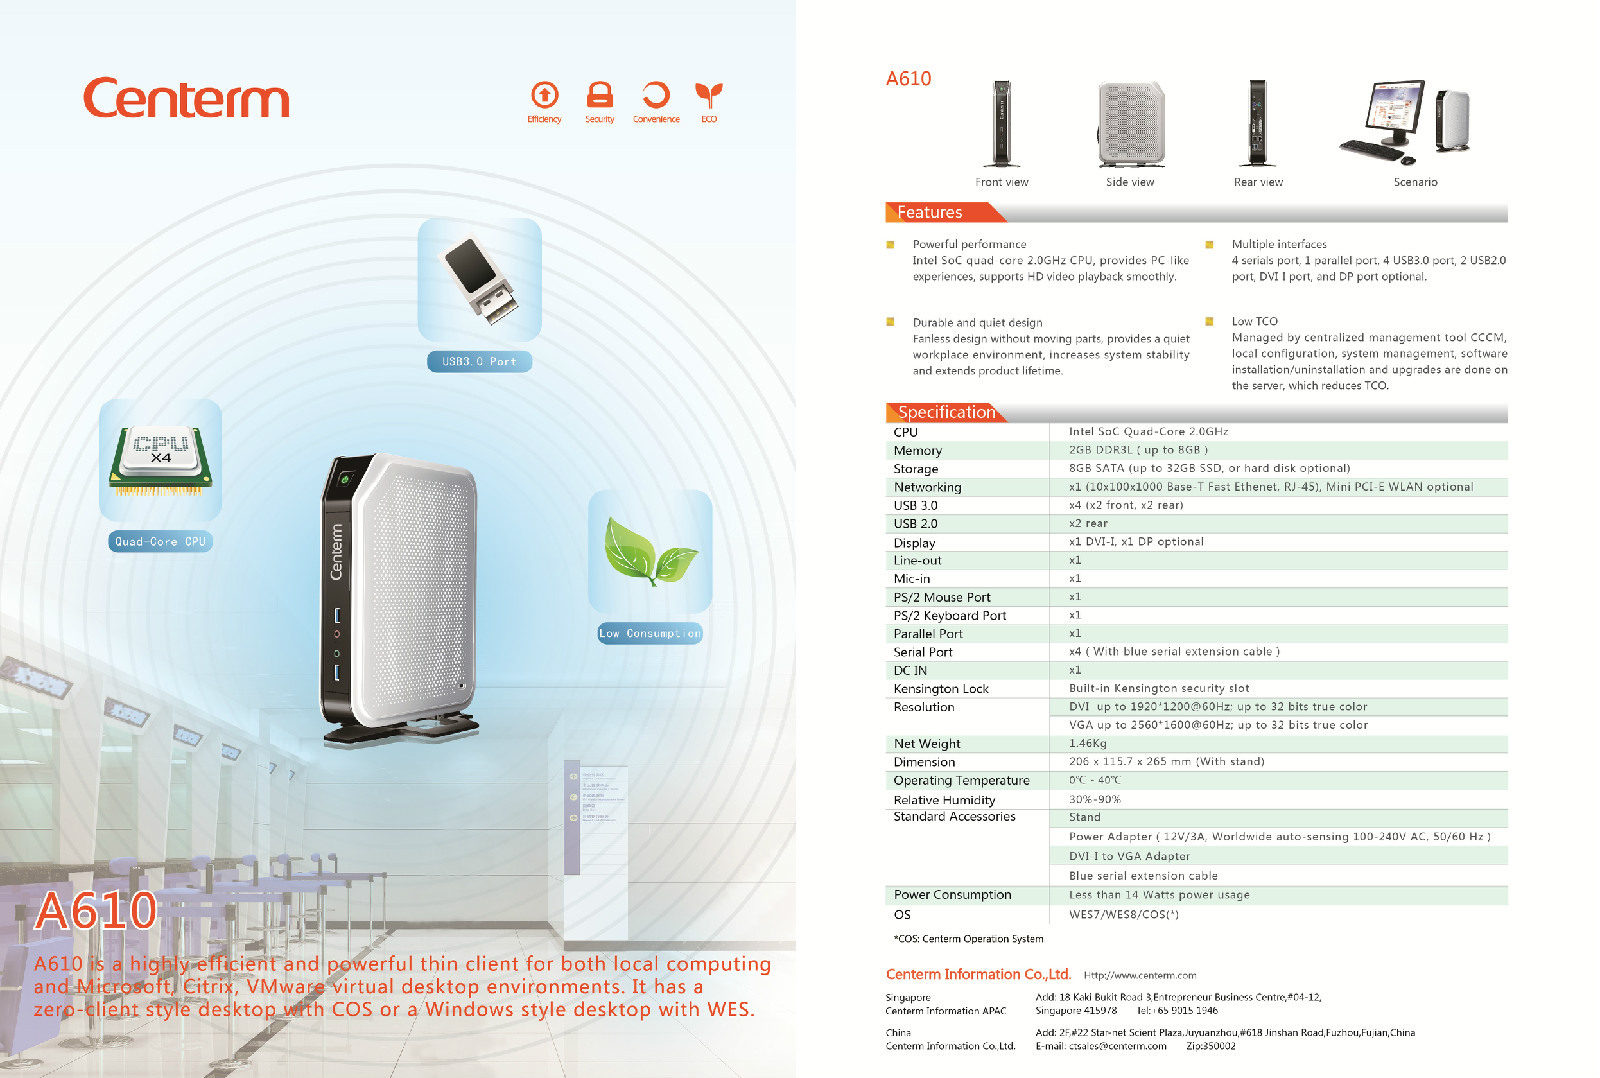 Centerm
Efficiency
Security
Convenience
ECO
USB3.0 Port
CPU
X4
Quad-Core CPU
Centerm
Low Consumption
A610
A610 is a highly efficient and powerful thin client for both local computing
and Microsoft, Citrix, VMware virtual desktop environments. It has a
zero-client style desktop with COS or a Windows style desktop with WES.
A610
Front view
Side view
Rear view
Scenario
Features
Powerful performance
Intel SoC quad core 2.0GHz CPU, provides PC like
experiences, supports HD video playback smoothly.
Multiple interfaces
4 serials port, 1 parallel port, 4 USB3.0 port, 2 USB2.0
port, DVI I port, and DP port optional.
Durable and quiet design
Fanless design without moving parts, provides a quiet
workplace environment, increases system stability
and extends product lifetime.
Low TCO
Managed by centralized management tool CCCM,
local configuration, system management, software
installation/uninstallation and upgrades are done on
the server, which reduces TCO.
Specification
CPU Intel SoC Quad-Core 2.0GHz
Memory 2GB DDR3L ( up to 8GB )
Storage 8GB SATA (up to 32GB SSD, or hard disk optional)
Networking x1 (10x100x1000 Base-T Fast Ethenet, RJ-45), Mini PCI-E WLAN optional
USB 3.0 x4 (x2 front, x2 rear)
USB 2.0 x2 rear
Display x1 DVI-I, x1 DP optional
Line-out x1
Mic-in x1
PS/2 Mouse Port x1
PS/2 Keyboard Port x1
Parallel Port x1
Serial Port x4 ( With blue serial extension cable )
DC IN x1
Kensington Lock Built-in Kensington security slot
Resolution DVI up to 1920*1200@60Hz; up to 32 bits true color
VGA up to 2560*1600@60Hz; up to 32 bits true color
Net Weight 1.46Kg
Dimension 206 x 115.7 x 265 mm (With stand)
Operating Temperature 0℃ - 40℃
Relative Humidity 30%-90%
Standard Accessories Stand
Power Adapter ( 12V/3A, Worldwide auto-sensing 100-240V AC, 50/60 Hz )
DVI I to VGA Adapter
Blue serial extension cable
Power Consumption Less than 14 Watts power usage
OS WES7/WES8/COS(*)
*COS: Centerm Operation System
Centerm Information Co.,Ltd. Http://www.centerm.com
Singapore Add: 18 Kaki Bukit Road 3,Entrepreneur Business Centre,#04-12,
Centerm Information APAC Singapore 415978 Tel:+65 9015 1946
China Add: 2F,#22 Star-net Scient Plaza,Juyuanzhou,#618 Jinshan Road,Fuzhou,Fujian,China
Centerm Information Co.,Ltd. E-mail: ctsales@centerm.com Zip:350002